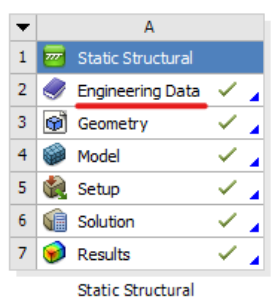 A
1 Static Structural
2 Engineering Data
3 Geometry
4 Model
5 Setup
6 Solution
7 Results
Static Structural